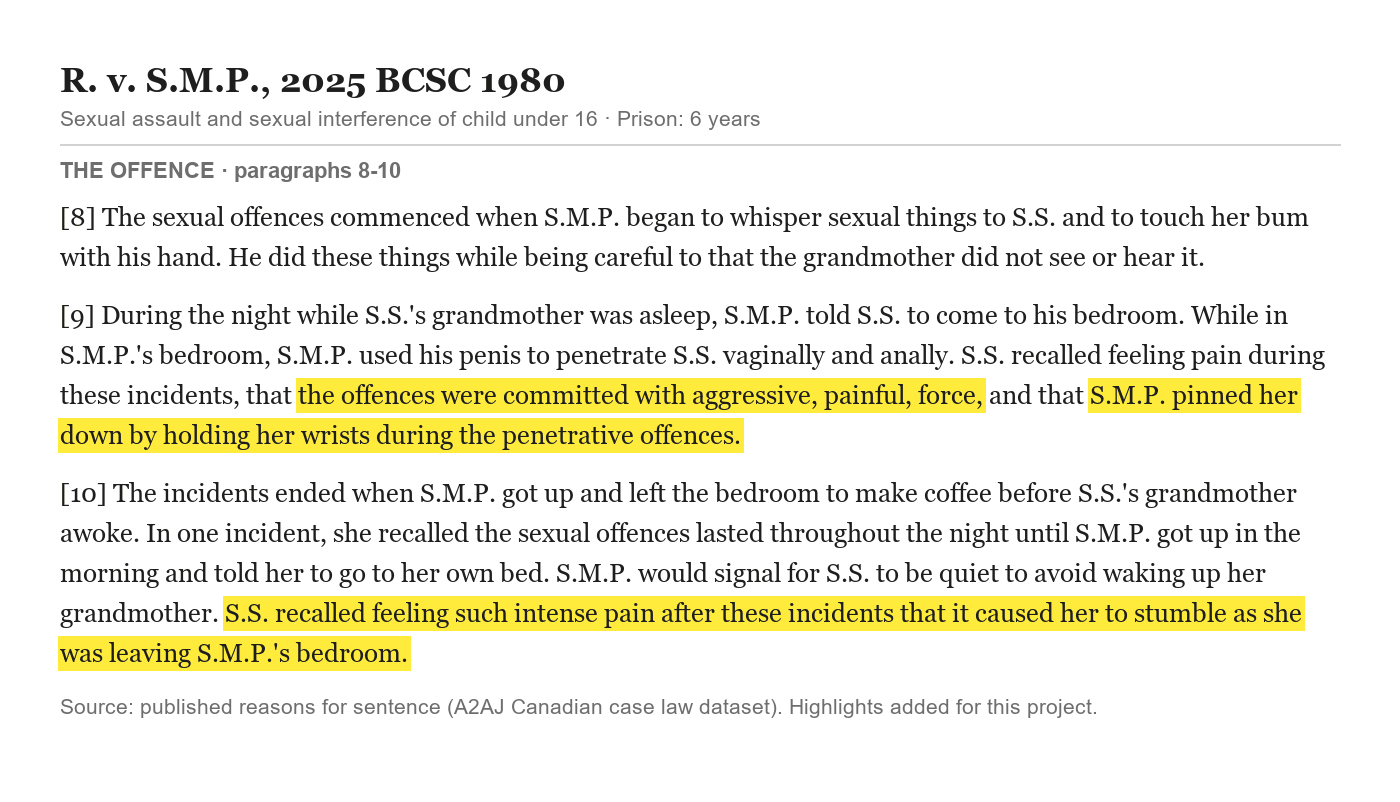 R. v. S.M.P., 2025 BCSC 1980
Sexual assault and sexual interference of child under 16 · Prison: 6 years
THE OFFENCE · paragraphs 8-10
[8] The sexual offences commenced when S.M.P. began to whisper sexual things to S.S. and to touch her bum
with his hand. He did these things while being careful to that the grandmother did not see or hear it.
[9] During the night while S.S.'s grandmother was asleep, S.M.P. told S.S. to come to his bedroom. While in
S.M.P.'s bedroom, S.M.P. used his penis to penetrate S.S. vaginally and anally. S.S. recalled feeling pain during
these incidents, that the offences were committed with aggressive, painful, force, and that S.M.P. pinned her
down by holding her wrists during the penetrative offences.
[10] The incidents ended when S.M.P. got up and left the bedroom to make coffee before S.S.'s grandmother
awoke. In one incident, she recalled the sexual offences lasted throughout the night until S.M.P. got up in the
morning and told her to go to her own bed. S.M.P. would signal for S.S. to be quiet to avoid waking up her
grandmother. S.S. recalled feeling such intense pain after these incidents that it caused her to stumble as she
was leaving S.M.P.'s bedroom.
Source: published reasons for sentence (A2AJ Canadian case law dataset). Highlights added for this project.